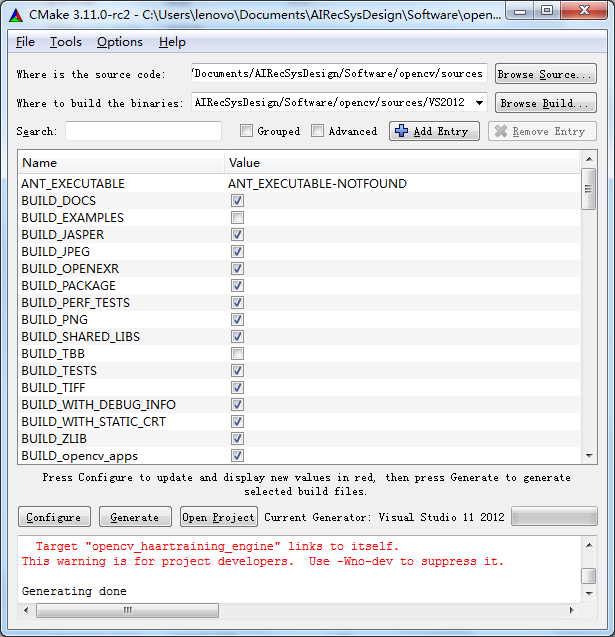 CMake 3.11.0-rc2 - C:\Users\lenovo\Documents\AIRecSysDesign\Software\open...
File Tools Options Help
Where is the source code: /Documents/AIRecSysDesign/Software/opencv/sources Browse Source...
Where to build the binaries: AIRecSysDesign/Software/opencv/sources/VS2012 Browse Build...
Search: Grouped Advanced Add Entry Remove Entry
Name Value
ANT_EXECUTABLE ANT_EXECUTABLE-NOTFOUND
BUILD_DOCS
BUILD_EXAMPLES
BUILD_JASPER
BUILD_JPEG
BUILD_OPENEXR
BUILD_PACKAGE
BUILD_PERF_TESTS
BUILD_PNG
BUILD_SHARED_LIBS
BUILD_TBB
BUILD_TESTS
BUILD_TIFF
BUILD_WITH_DEBUG_INFO
BUILD_WITH_STATIC_CRT
BUILD_ZLIB
BUILD_opencv_apps
Press Configure to update and display new values in red, then press Generate to generate
selected build files.
Configure Generate Open Project Current Generator: Visual Studio 11 2012
Target "opencv_haartraining_engine" links to itself.
This warning is for project developers.  Use -Wno-dev to suppress it.
Generating done